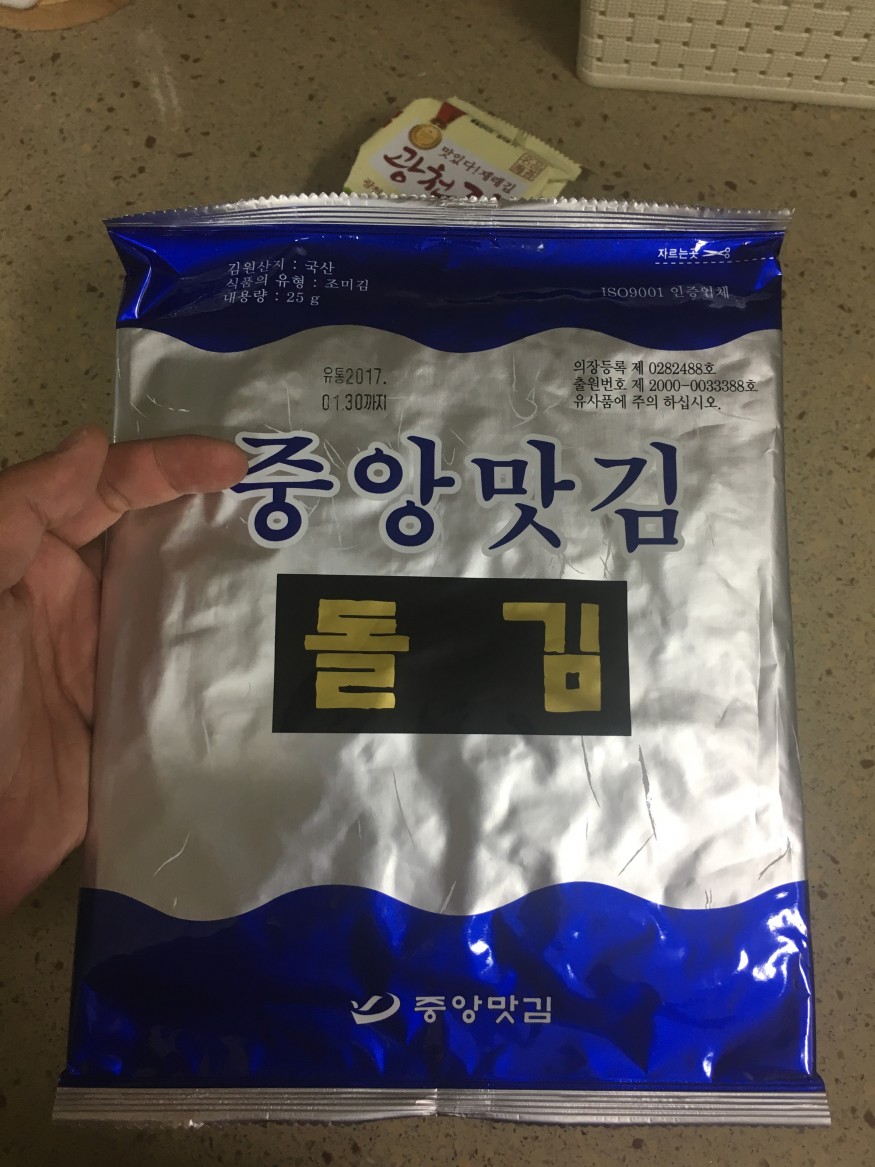 맛있다! 재래김
광천김
김원산지 : 국산
식품의 유형 : 조미김
내용량 : 25 g
자르는곳
ISO9001 인증업체
유통2017.
01.30까지
의장등록 제 0282488호
출원번호 제 2000-0033388호
유사품에 주의 하십시오.
중앙맛김
돌김
중앙맛김